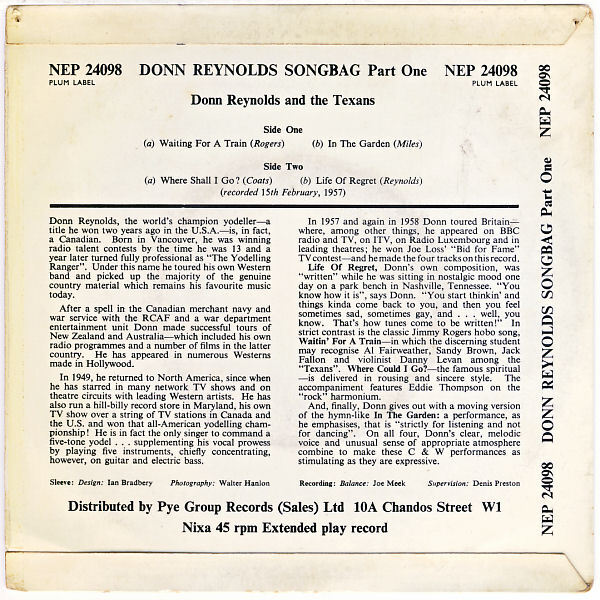 NEP 24098 DONN REYNOLDS SONGBAG Part One NEP 24098
PLUM LABEL PLUM LABEL
Donn Reynolds and the Texans
Side One
(a) Waiting For A Train (Rogers) (b) In The Garden (Miles)
Side Two
(a) Where Shall I Go? (Coats) (b) Life Of Regret (Reynolds)
(recorded 15th February, 1957)
Donn Reynolds, the world's champion yodeller—a
title he won two years ago in the U.S.A.—is, in fact,
a Canadian. Born in Vancouver, he was winning
radio talent contests by the time he was 13 and a
year later turned fully professional as "The Yodelling
Ranger". Under this name he toured his own Western
band and picked up the majority of the genuine
country material which remains his favourite music
today.
After a spell in the Canadian merchant navy and
war service with the RCAF and a war department
entertainment unit Donn made successful tours of
New Zealand and Australia—which included his own
radio programmes and a number of films in the latter
country. He has appeared in numerous Westerns
made in Hollywood.
In 1949, he returned to North America, since when
he has starred in many network TV shows and on
theatre circuits with leading Western artists. He has
also run a hill-billy record store in Maryland, his own
TV show over a string of TV stations in Canada and
the U.S. and won that all-American yodelling cham-
pionship! He is in fact the only singer to command a
five-tone yodel . . . supplementing his vocal prowess
by playing five instruments, chiefly concentrating,
however, on guitar and electric bass.
In 1957 and again in 1958 Donn toured Britain—
where, among other things, he appeared on BBC
radio and TV, on ITV, on Radio Luxembourg and in
leading theatres; he won Joe Loss' "Bid for Fame"
TV contest—and he made the four tracks on this record.
Life Of Regret, Donn's own composition, was
"written" while he was sitting in nostalgic mood one
day on a park bench in Nashville, Tennessee. "You
know how it is", says Donn. "You start thinkin' and
things kinda come back to you, and then you feel
sometimes sad, sometimes gay, and . . . well, you
know. That's how tunes come to be written!" In
strict contrast is the classic Jimmy Rogers hobo song,
Waitin' For A Train—in which the discerning student
may recognise Al Fairweather, Sandy Brown, Jack
Fallon and violinist Danny Levan among the
"Texans". Where Could I Go?—the famous spiritual
—is delivered in rousing and sincere style. The
accompaniment features Eddie Thompson on the
"rock" harmonium.
And, finally, Donn gives out with a moving version
of the hymn-like In The Garden: a performance, as
he emphasises, that is "strictly for listening and not
for dancing". On all four, Donn's clear, melodic
voice and unusual sense of appropriate atmosphere
combine to make these C & W performances as
stimulating as they are expressive.
Sleeve: Design: Ian Bradbery Photography: Walter Hanlon Recording: Balance: Joe Meek Supervision: Denis Preston
Distributed by Pye Group Records (Sales) Ltd 10A Chandos Street W1
Nixa 45 rpm Extended play record
NEP 24098 DONN REYNOLDS SONGBAG Part One NEP 24098